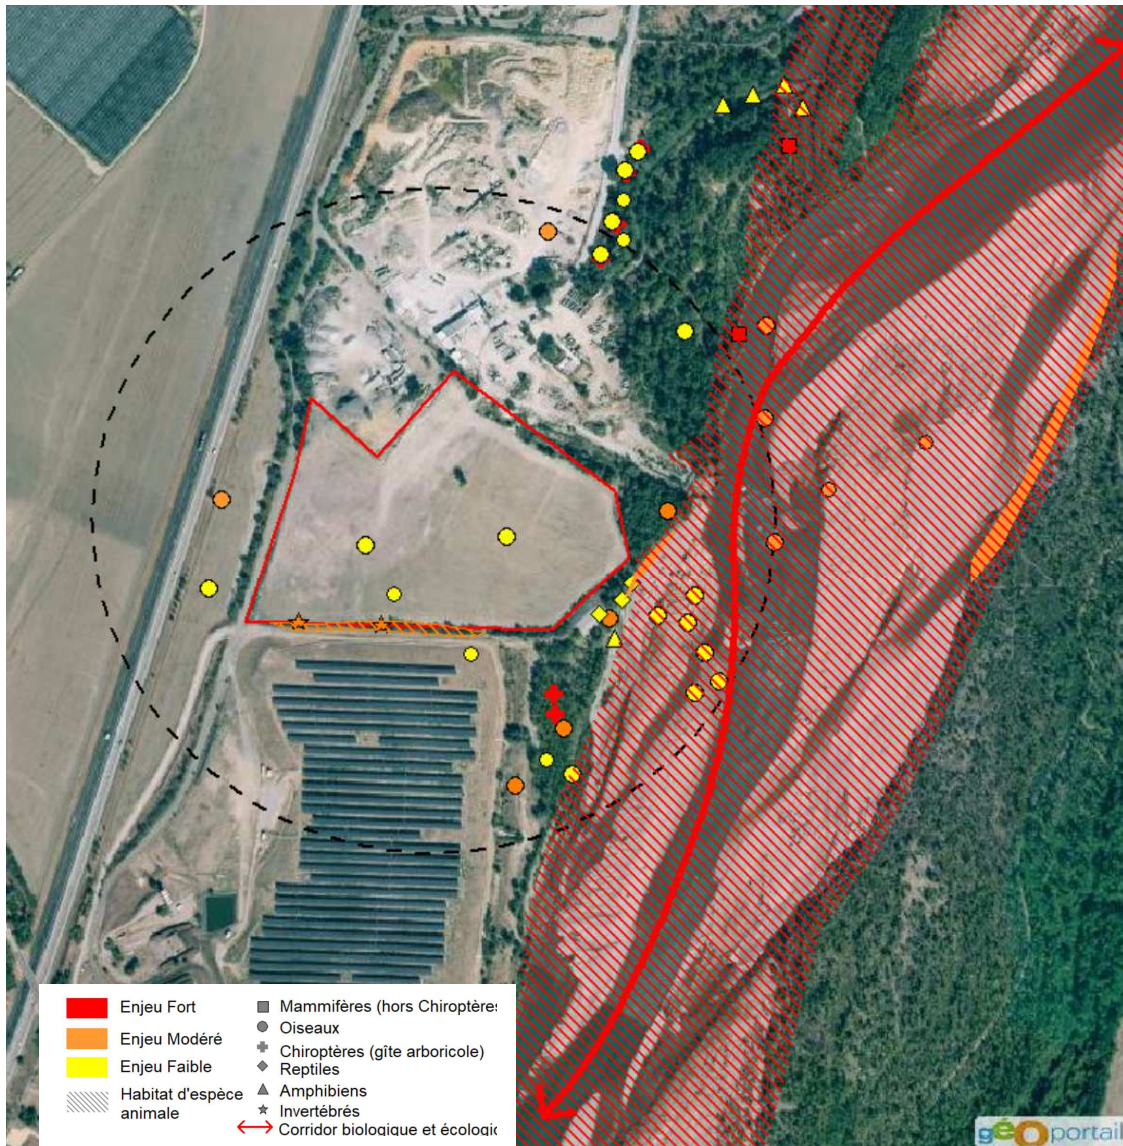 Enjeu Fort
Enjeu Modéré
Enjeu Faible
Habitat d'espèce
animale
Mammifères (hors Chiroptères
Oiseaux
Chiroptères (gîte arboricole)
Reptiles
Amphibiens
Invertébrés
Corridor biologique et écologic
géoportail